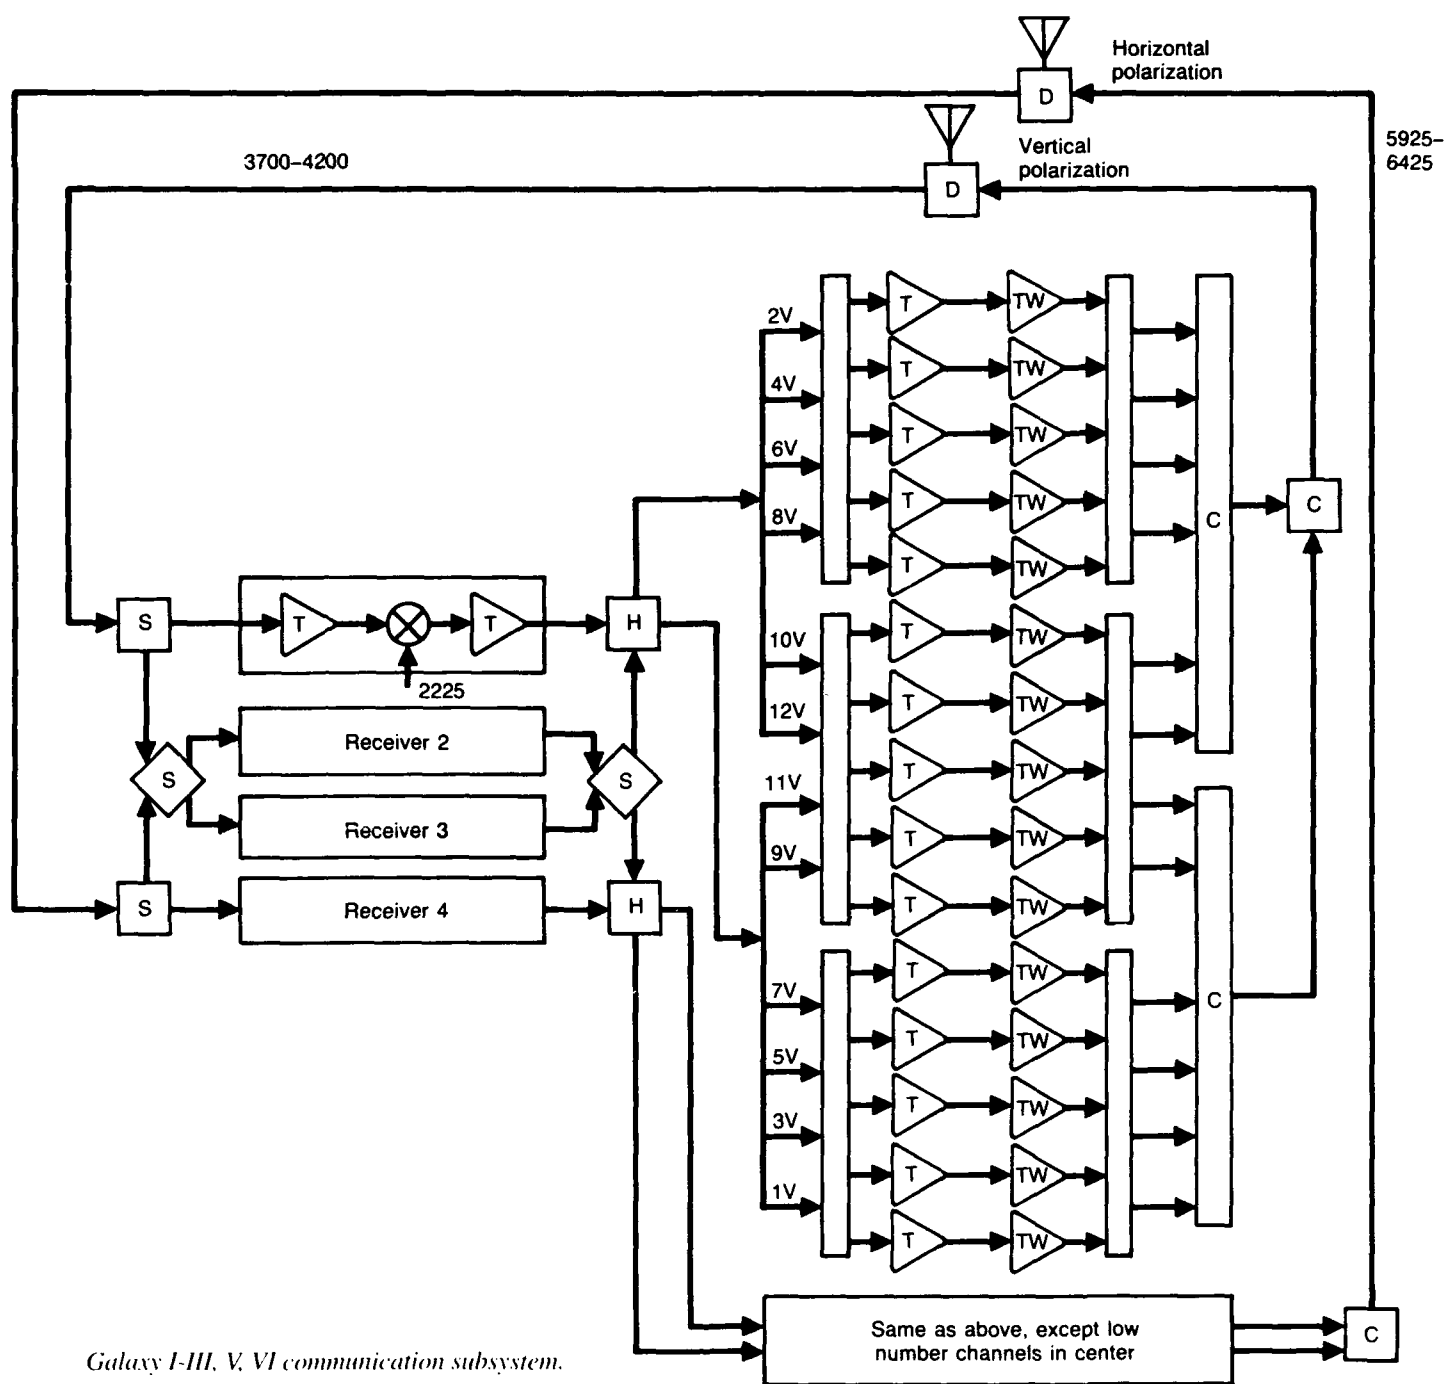 Horizontal
polarization
D
5925–
6425
Vertical
polarization
3700–4200
D
T TW
2V
T TW
4V
T TW
6V
T TW
8V
C
C
T TW
S
T
T
H
2225
T TW
10V
T TW
12V
T TW
11V
T TW
9V
T TW
Receiver 2
S
S
Receiver 3
S
Receiver 4
H
T TW
7V
C
T TW
5V
T TW
3V
T TW
1V
T TW
Same as above, except low
number channels in center
C
Galaxy I-III, V, VI communication subsystem.